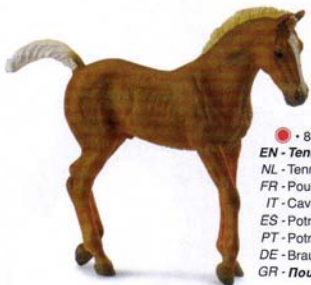 • 8
EN - Tenn
NL - Tenn
FR - Pou
IT - Cav
ES - Potr
PT - Potr
DE - Brau
GR - Που